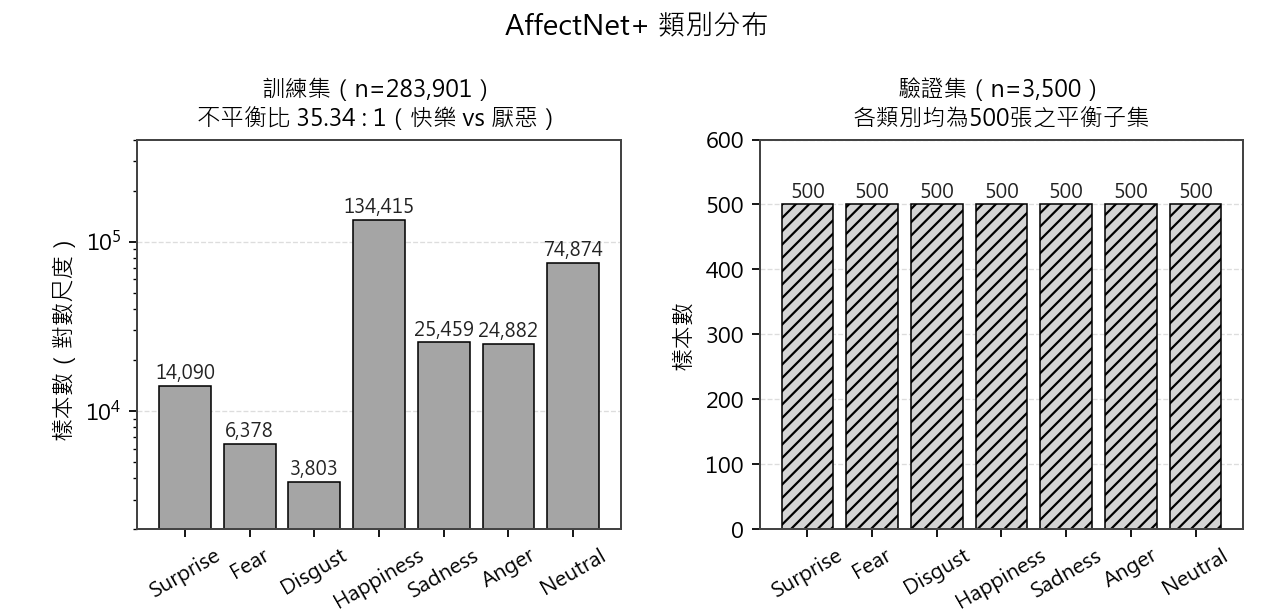 AffectNet+ 類別分布
訓練集（n=283,901）
不平衡比 35.34 : 1（快樂 vs 厭惡）
樣本數（對數尺度）
10⁵
10⁴
14,090
6,378
3,803
134,415
25,459
24,882
74,874
Surprise
Fear
Disgust
Happiness
Sadness
Anger
Neutral
驗證集（n=3,500）
各類別均為500張之平衡子集
樣本數
600
500
400
300
200
100
0
500
500
500
500
500
500
500
Surprise
Fear
Disgust
Happiness
Sadness
Anger
Neutral